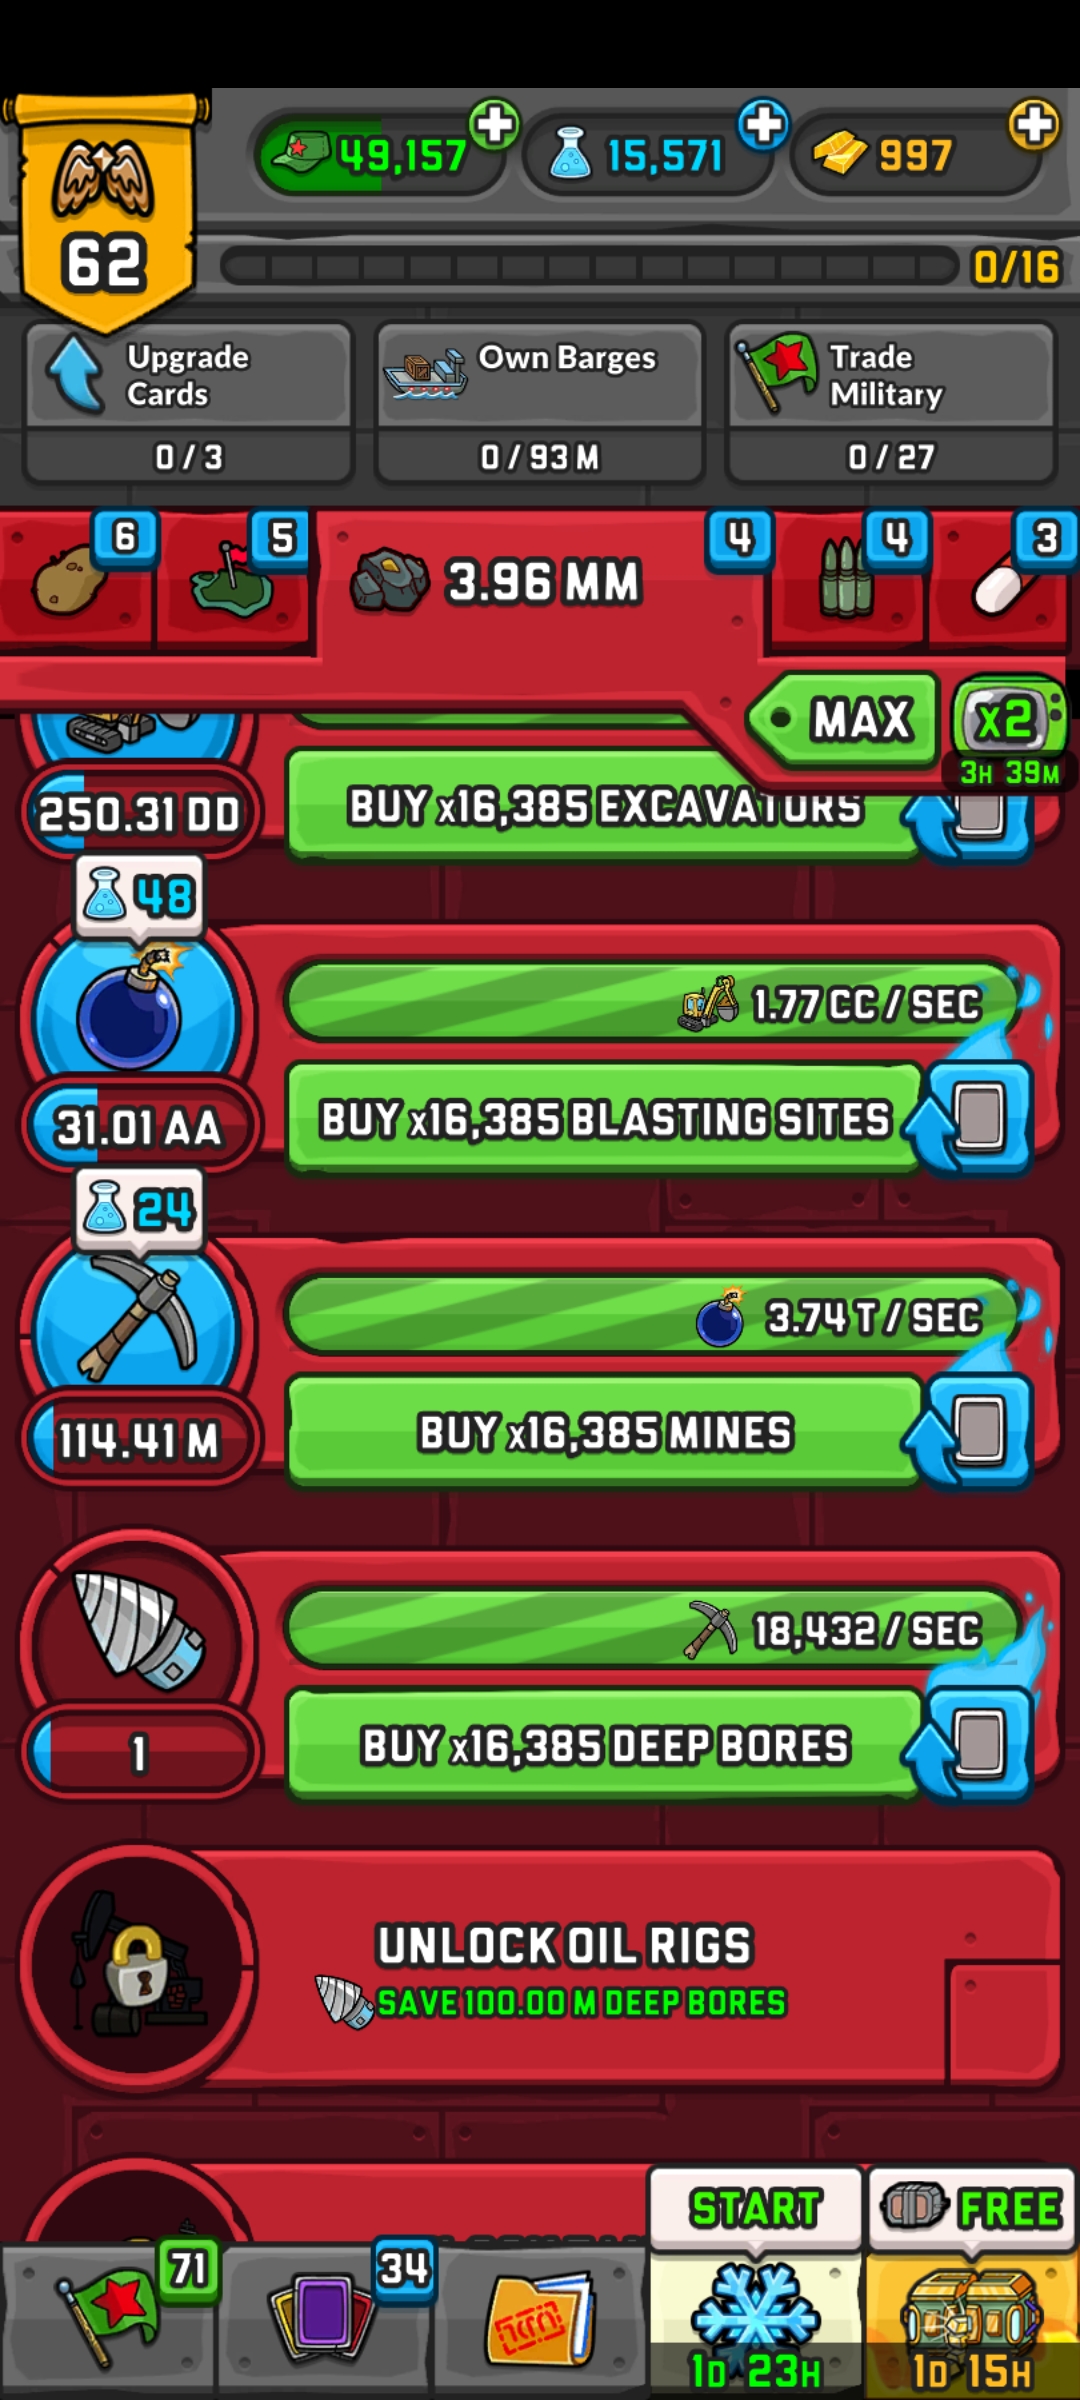 49,157
15,571
997
62
0/16
Upgrade
Cards
0 / 3
Own Barges
0 / 93 M
Trade
Military
0 / 27
6
5
3.96 MM
4
4
3
MAX
x2
3H 39M
250.31 DD
BUY x16,385 EXCAVATORS
48
1.77 CC / SEC
31.01 AA
BUY x16,385 BLASTING SITES
24
3.74 T / SEC
114.41 M
BUY x16,385 MINES
18,432 / SEC
1
BUY x16,385 DEEP BORES
UNLOCK OIL RIGS
SAVE 100.00 M DEEP BORES
START
FREE
71
34
1D 23H
1D 15H